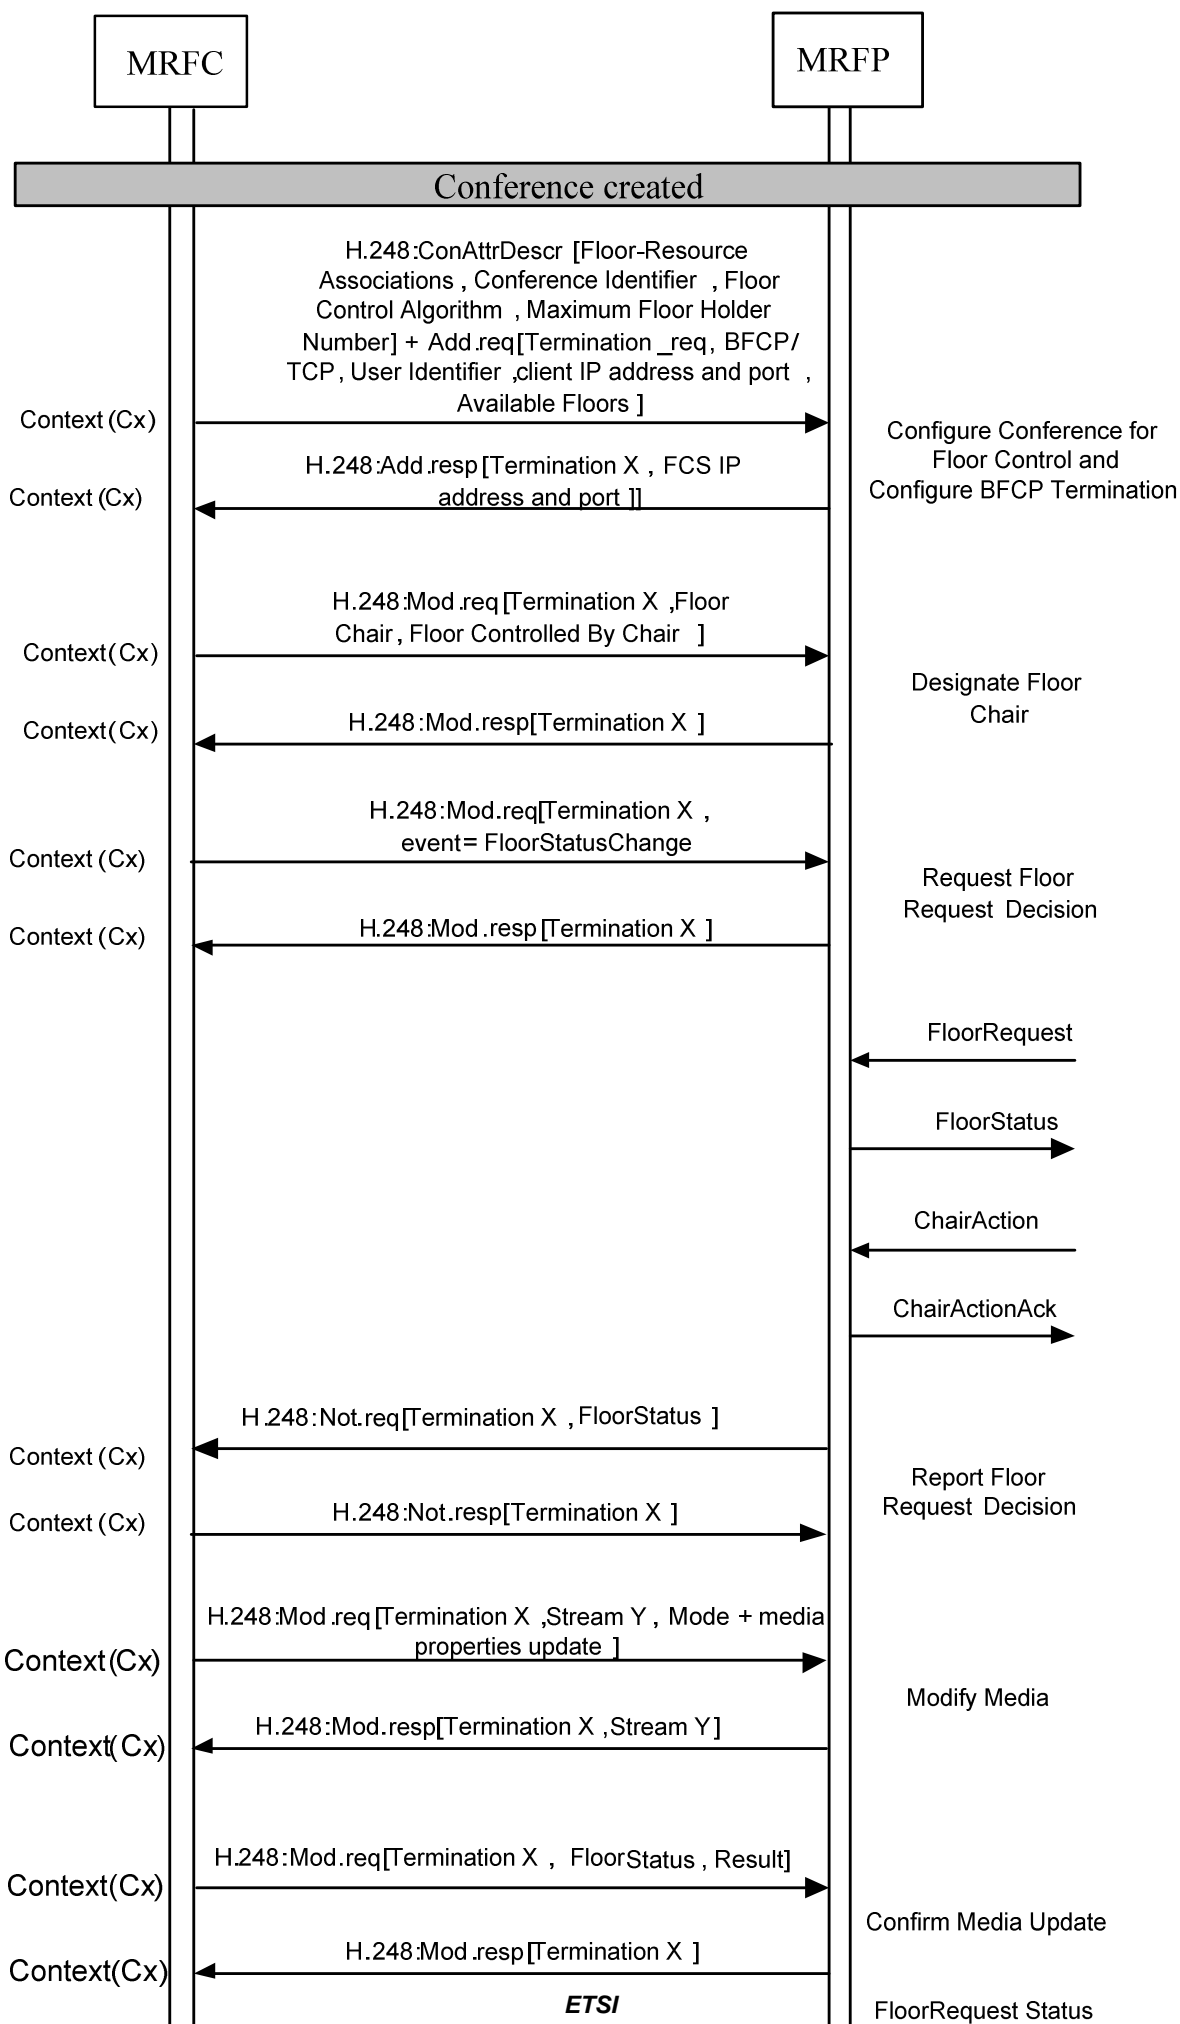 MRFC
MRFP
Conference created
H.248:ConAttrDescr [Floor-Resource
Associations , Conference Identifier , Floor
Control Algorithm , Maximum Floor Holder
Number] + Add.req[Termination _req, BFCP/
TCP, User Identifier ,client IP address and port ,
Available Floors ]
Context (Cx)
Configure Conference for
Floor Control and
Configure BFCP Termination
H.248:Add.resp [Termination X , FCS IP
address and port ]]
Context (Cx)
H.248:Mod.req [Termination X ,Floor
Chair , Floor Controlled By Chair ]
Context (Cx)
Designate Floor
Chair
H.248:Mod.resp[Termination X ]
Context (Cx)
H.248:Mod.req[Termination X ,
event= FloorStatusChange
Context (Cx)
Request Floor
Request Decision
H.248:Mod.resp [Termination X ]
Context (Cx)
FloorRequest
FloorStatus
ChairAction
ChairActionAck
H.248:Not.req[Termination X , FloorStatus ]
Context (Cx)
Report Floor
Request Decision
H.248:Not.resp[Termination X ]
Context (Cx)
H.248:Mod.req [Termination X ,Stream Y , Mode + media
properties update ]
Context (Cx)
Modify Media
H.248:Mod.resp[Termination X ,Stream Y]
Context(Cx)
H.248:Mod.req[Termination X , FloorStatus , Result]
Context(Cx)
Confirm Media Update
H.248:Mod.resp [Termination X ]
Context(Cx)
ETSI
FloorRequest Status